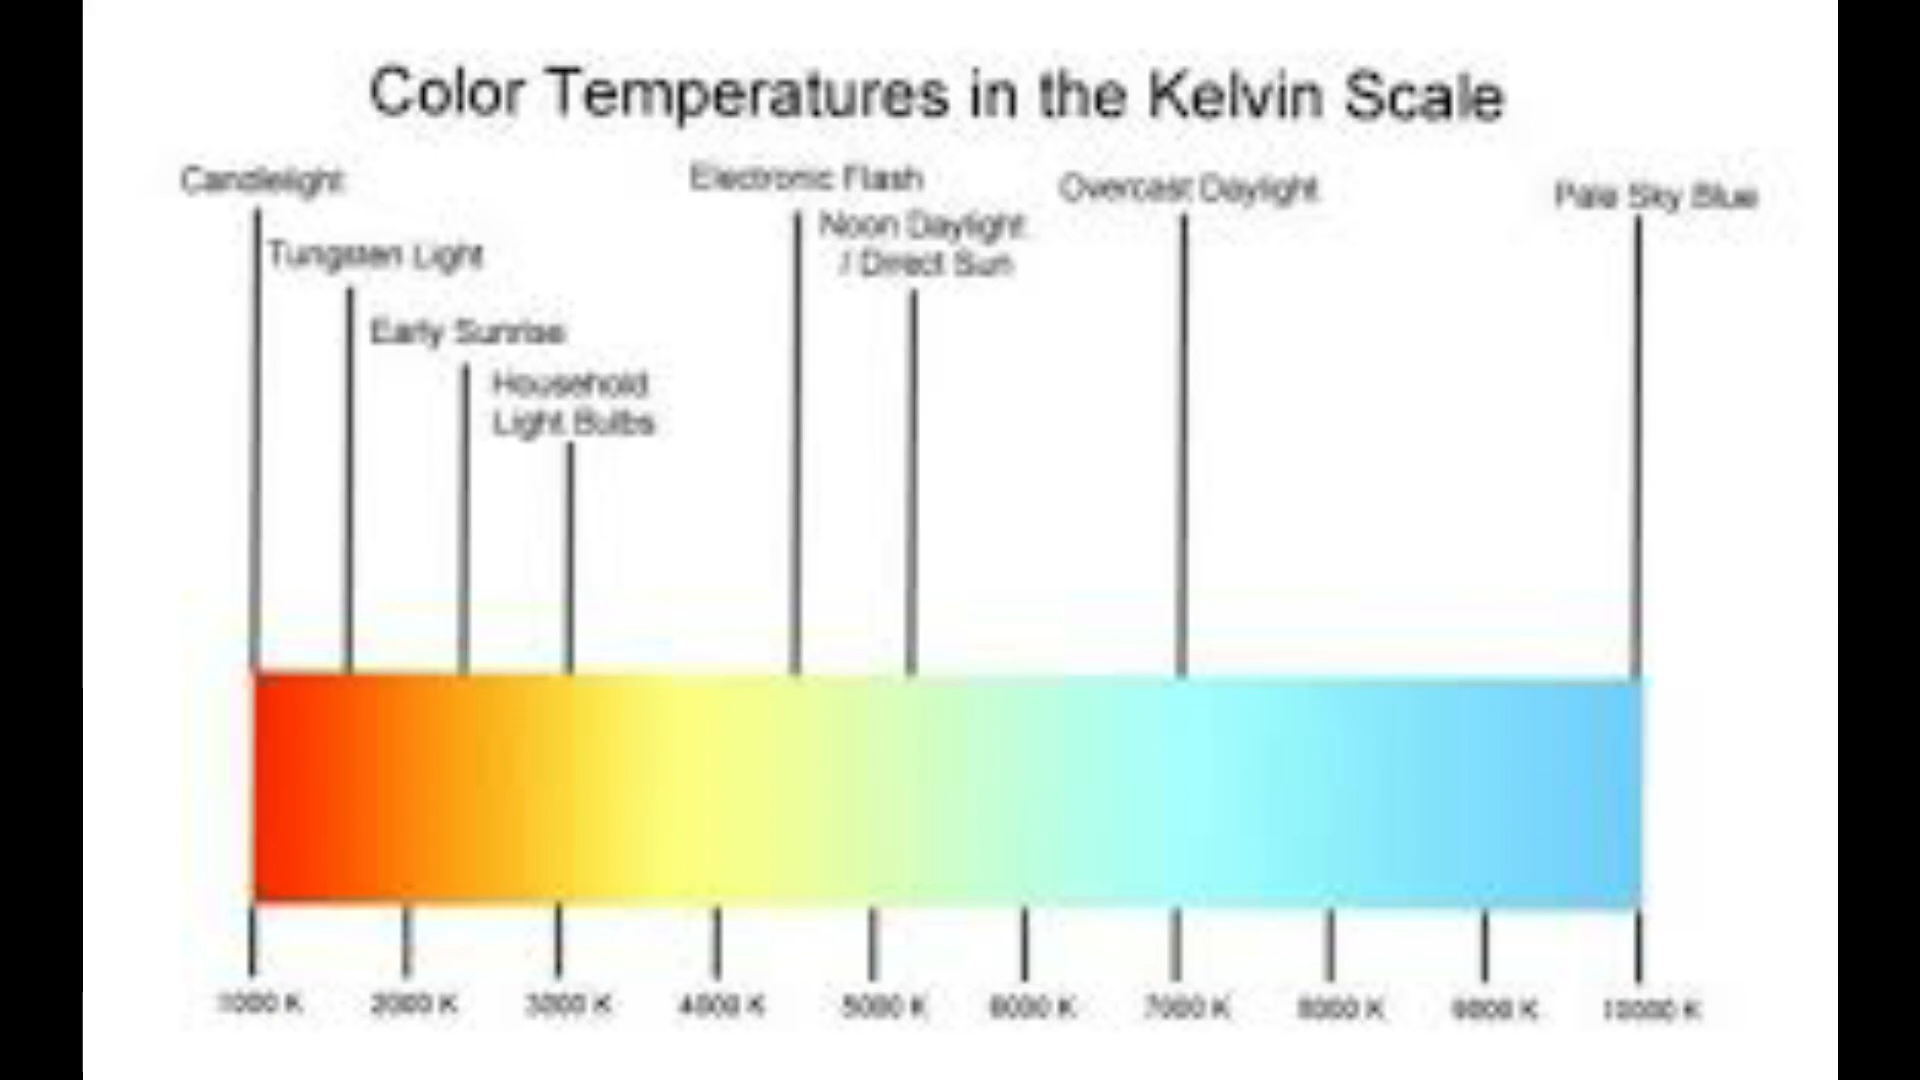 Color Temperatures in the Kelvin Scale
Candlelight
Tungsten Light
Early Sunrise
Household
Light Bulbs
Electronic Flash
Noon Daylight
/ Direct Sun
Overcast Daylight
Pale Sky Blue
1000 K 2000 K 3000 K 4000 K 5000 K 6000 K 7000 K 8000 K 9000 K 10000 K